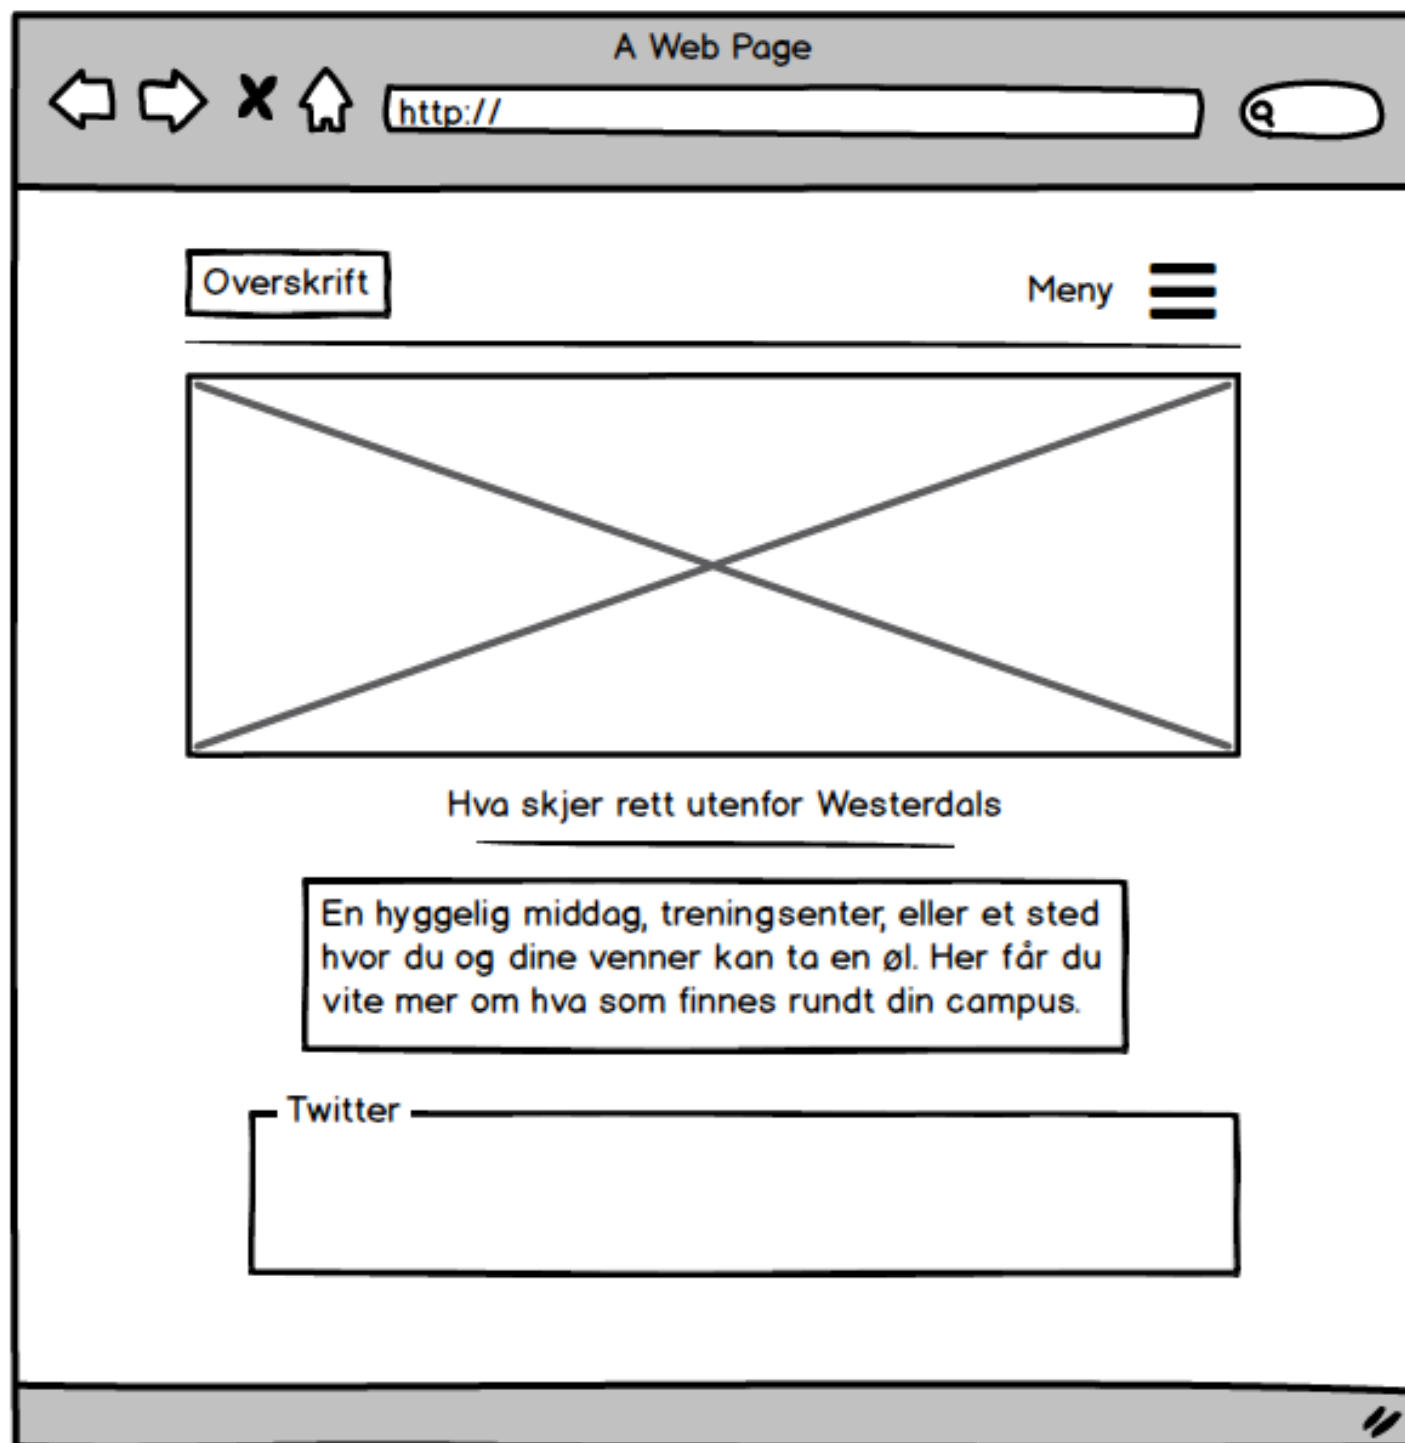 A Web Page
http://
Overskrift
Meny
Hva skjer rett utenfor Westerdals
En hyggelig middag, treningsenter, eller et sted
hvor du og dine venner kan ta en øl. Her får du
vite mer om hva som finnes rundt din campus.
Twitter